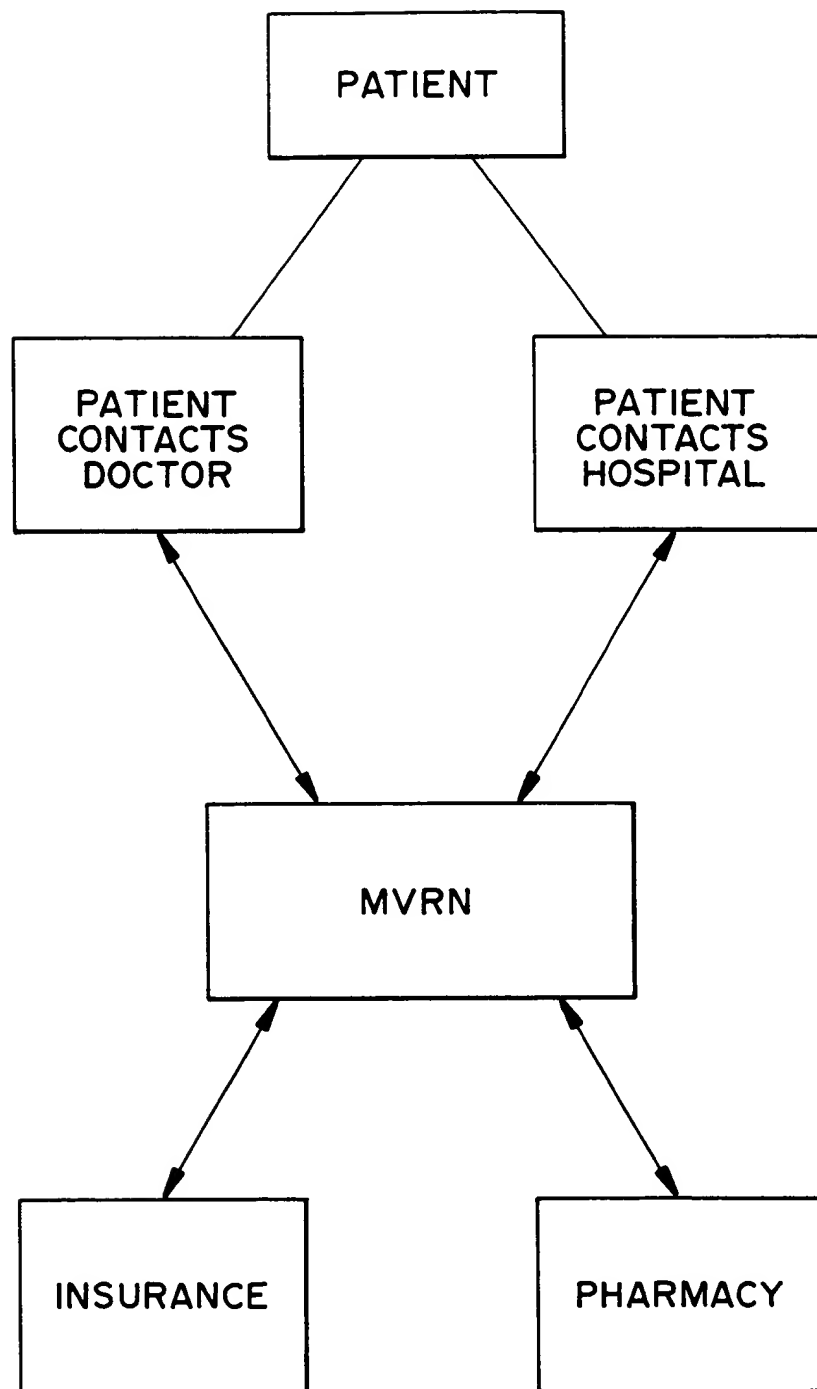 PATIENT
PATIENT
CONTACTS
DOCTOR
PATIENT
CONTACTS
HOSPITAL
MVRN
INSURANCE
PHARMACY